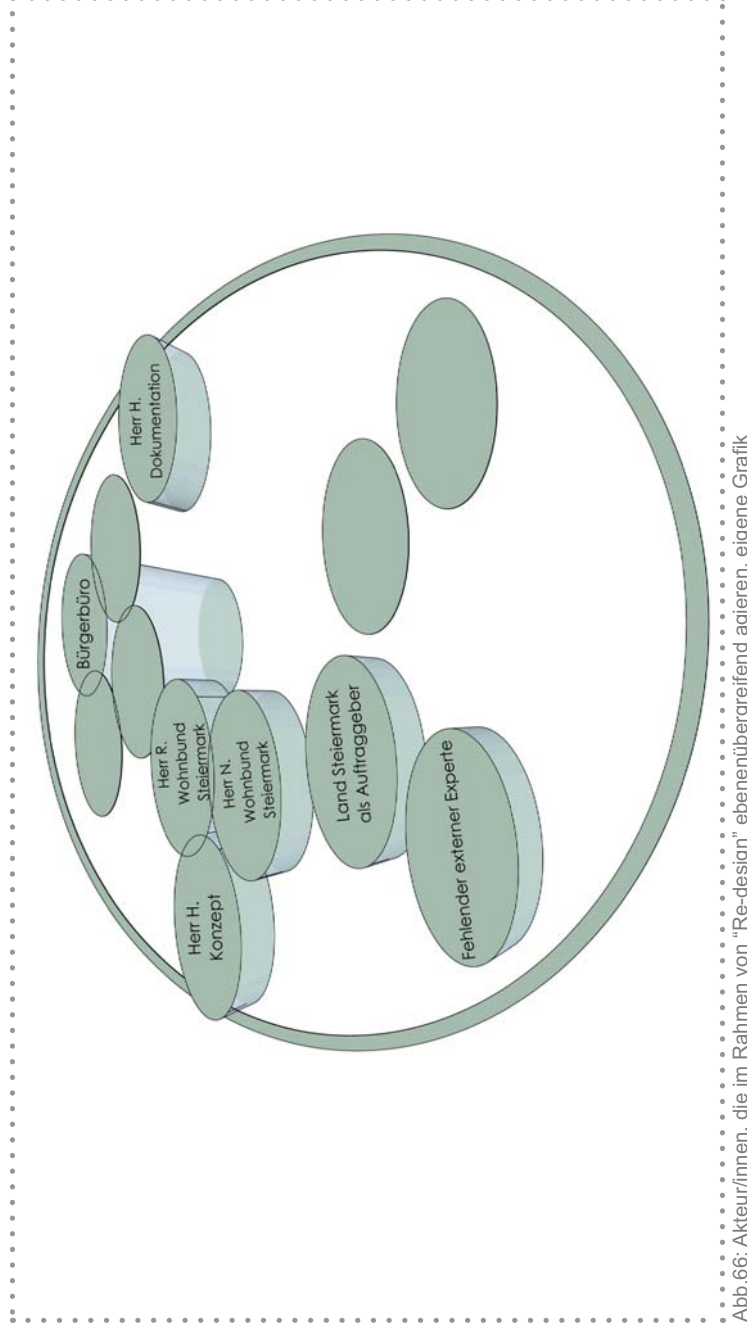 Bürgerbüro
Herr H.
Dokumentation
Herr R.
Wohnbund
Steiermark
Herr H.
Konzept
Herr N.
Wohnbund
Steiermark
Land Steiermark
als Auftraggeber
Fehlender externer Experte
Abb.66: Akteur/innen, die im Rahmen von “Re-design” ebenenübergreifend agieren, eigene Grafik